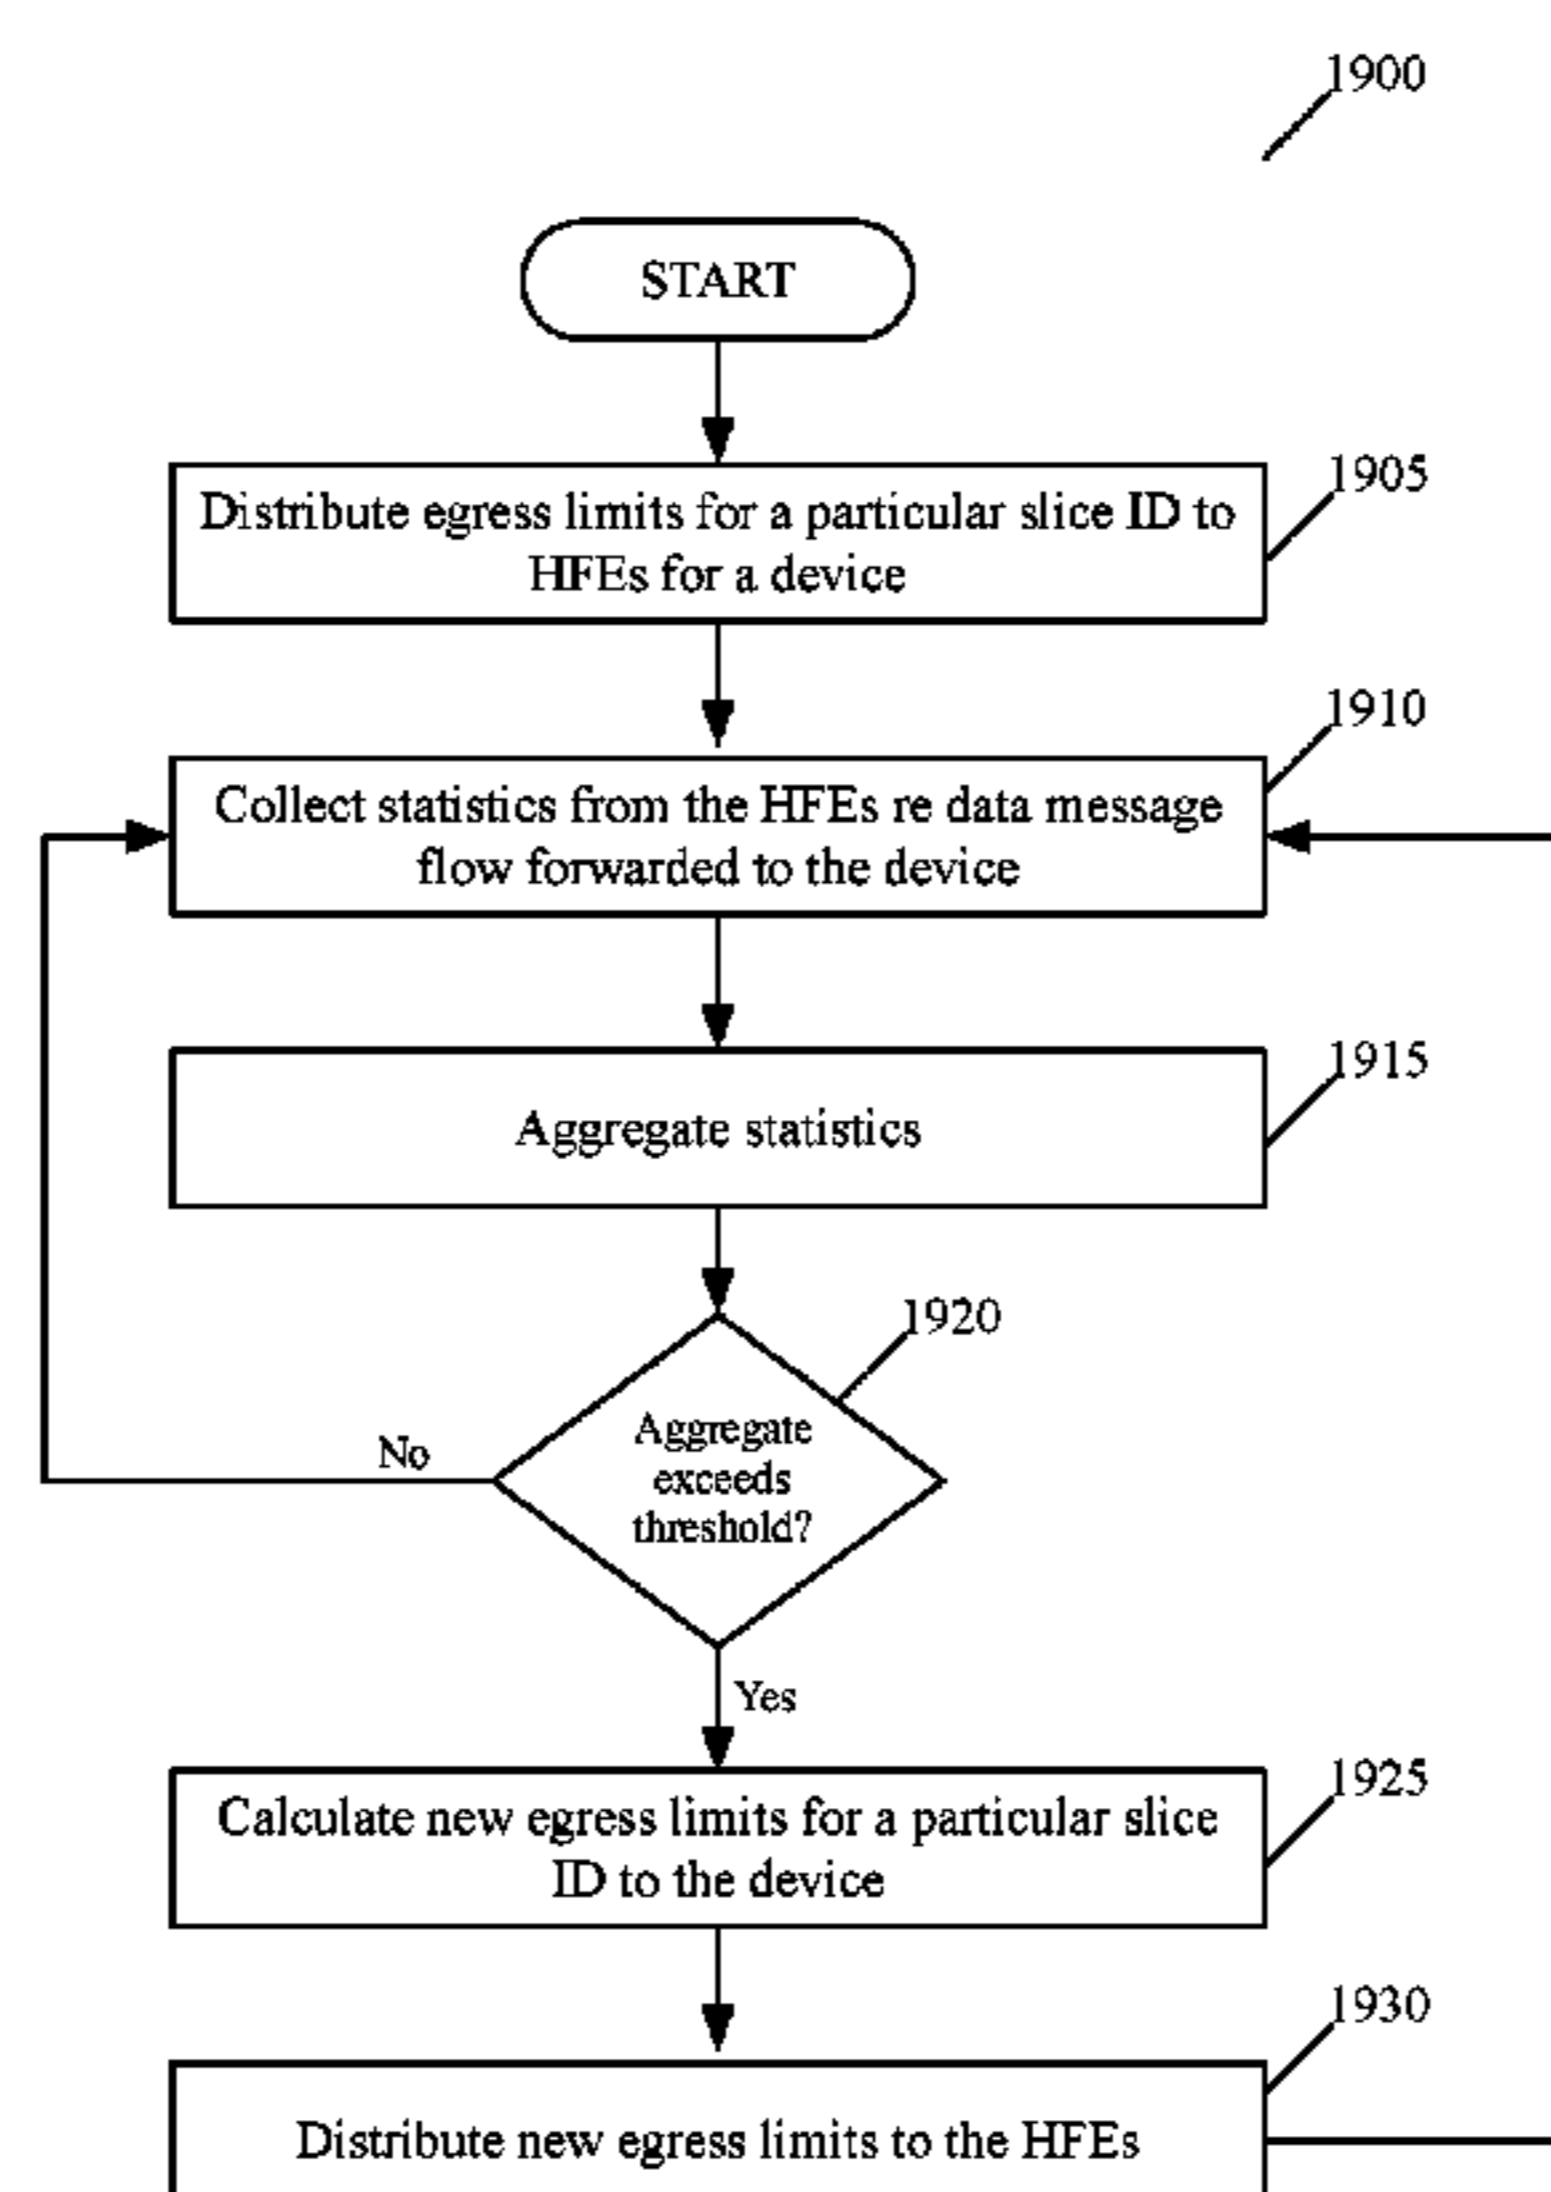 1900
START
1905
Distribute egress limits for a particular slice ID to
HFEs for a device
1910
Collect statistics from the HFEs re data message
flow forwarded to the device
1915
Aggregate statistics
1920
Aggregate
exceeds
threshold?
No
Yes
1925
Calculate new egress limits for a particular slice
ID to the device
1930
Distribute new egress limits to the HFEs